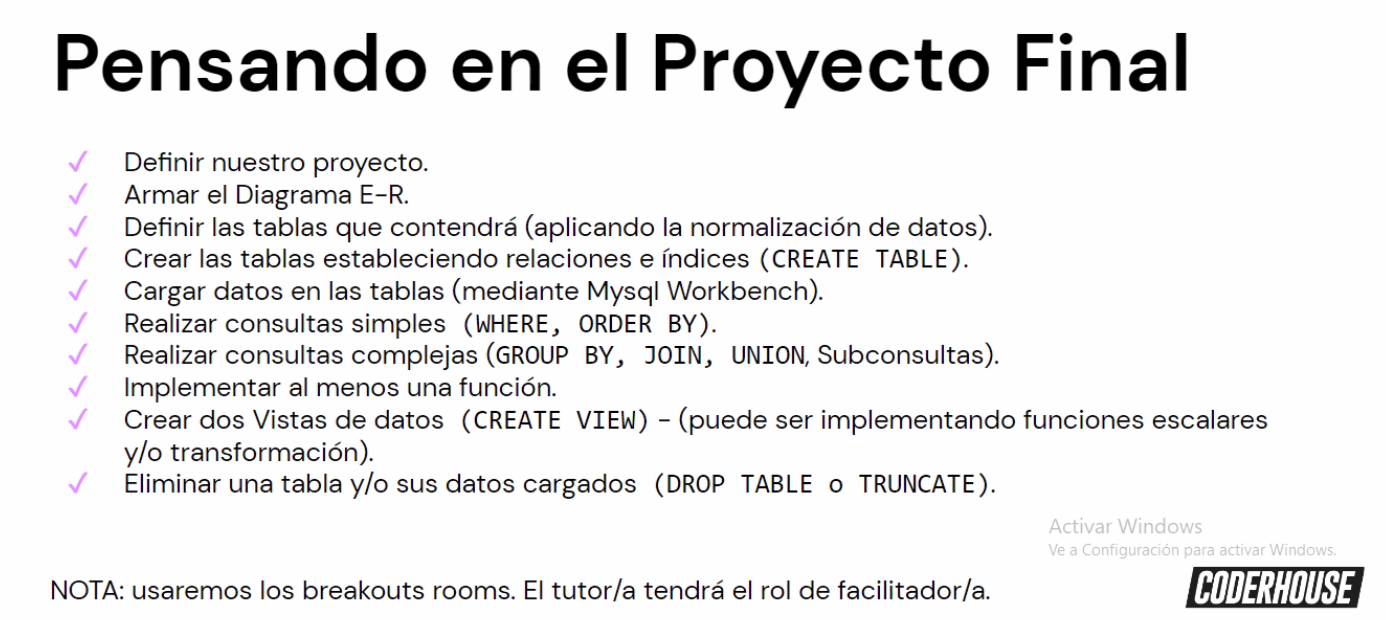 Pensando en el Proyecto Final
✓ Definir nuestro proyecto.
✓ Armar el Diagrama E-R.
✓ Definir las tablas que contendrá (aplicando la normalización de datos).
✓ Crear las tablas estableciendo relaciones e índices (CREATE TABLE).
✓ Cargar datos en las tablas (mediante Mysql Workbench).
✓ Realizar consultas simples (WHERE, ORDER BY).
✓ Realizar consultas complejas (GROUP BY, JOIN, UNION, Subconsultas).
✓ Implementar al menos una función.
✓ Crear dos Vistas de datos (CREATE VIEW) - (puede ser implementando funciones escalares
y/o transformación).
✓ Eliminar una tabla y/o sus datos cargados (DROP TABLE o TRUNCATE).
Activar Windows
Ve a Configuración para activar Windows.
NOTA: usaremos los breakouts rooms. El tutor/a tendrá el rol de facilitador/a.
CODERHOUSE